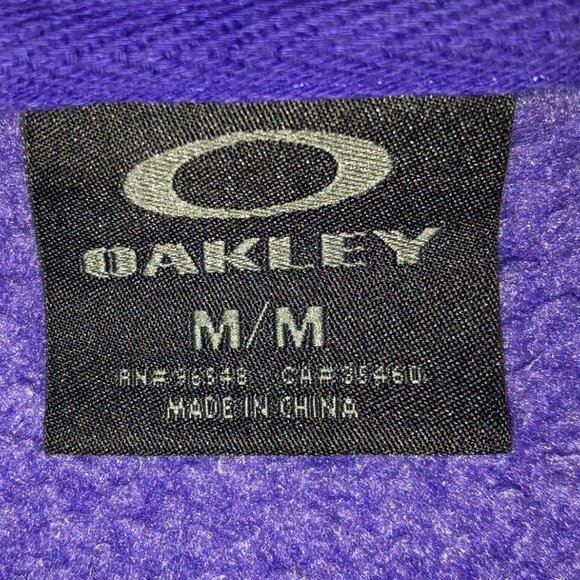 OAKLEY
M/M
RN# 96548 CA# 35460
MADE IN CHINA